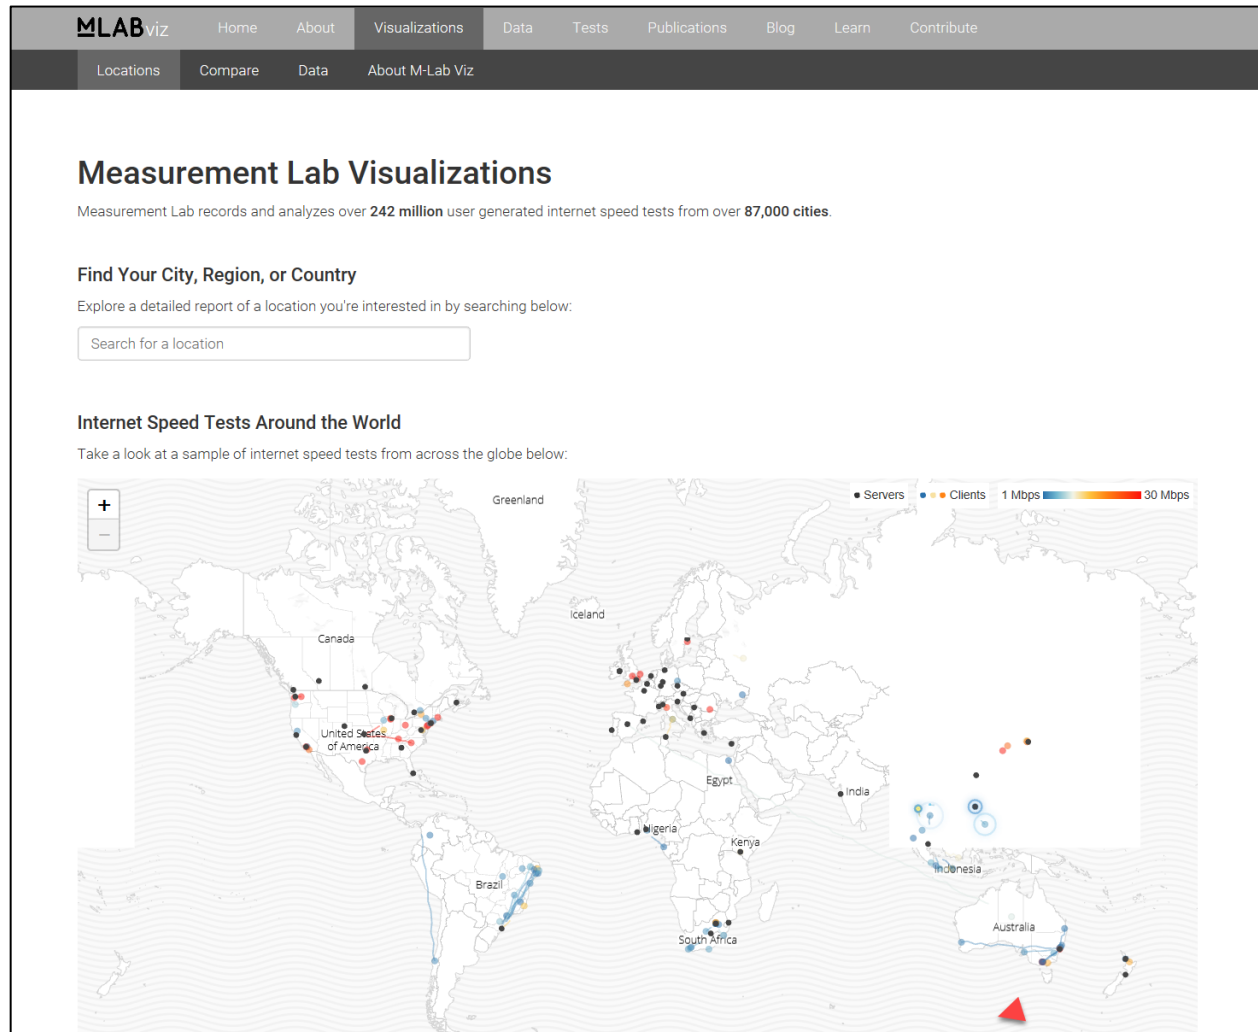 MLABviz Home About Visualizations Data Tests Publications Blog Learn Contribute
Locations Compare Data About M-Lab Viz
Measurement Lab Visualizations
Measurement Lab records and analyzes over 242 million user generated internet speed tests from over 87,000 cities.
Find Your City, Region, or Country
Explore a detailed report of a location you're interested in by searching below:
Search for a location
Internet Speed Tests Around the World
Take a look at a sample of internet speed tests from across the globe below:
+
−
Servers Clients 1 Mbps 30 Mbps
Greenland
Iceland
Canada
United States
of America
Egypt
India
Nigeria
Kenya
Indonesia
Brazil
Australia
South Africa